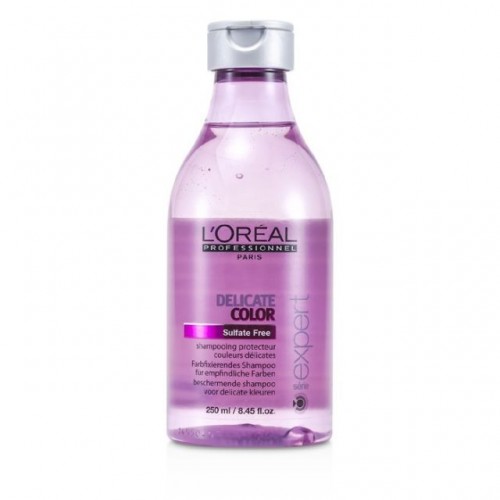 L'ORÉAL
PROFESSIONNEL
PARIS
DELICATE
COLOR
Sulfate Free
shampooing protecteur
couleurs délicates
Farbfixierendes Shampoo
für empfindliche Farben
beschermende shampoo
voor delicate kleuren
250 ml / 8.45 fl.oz.
série expert